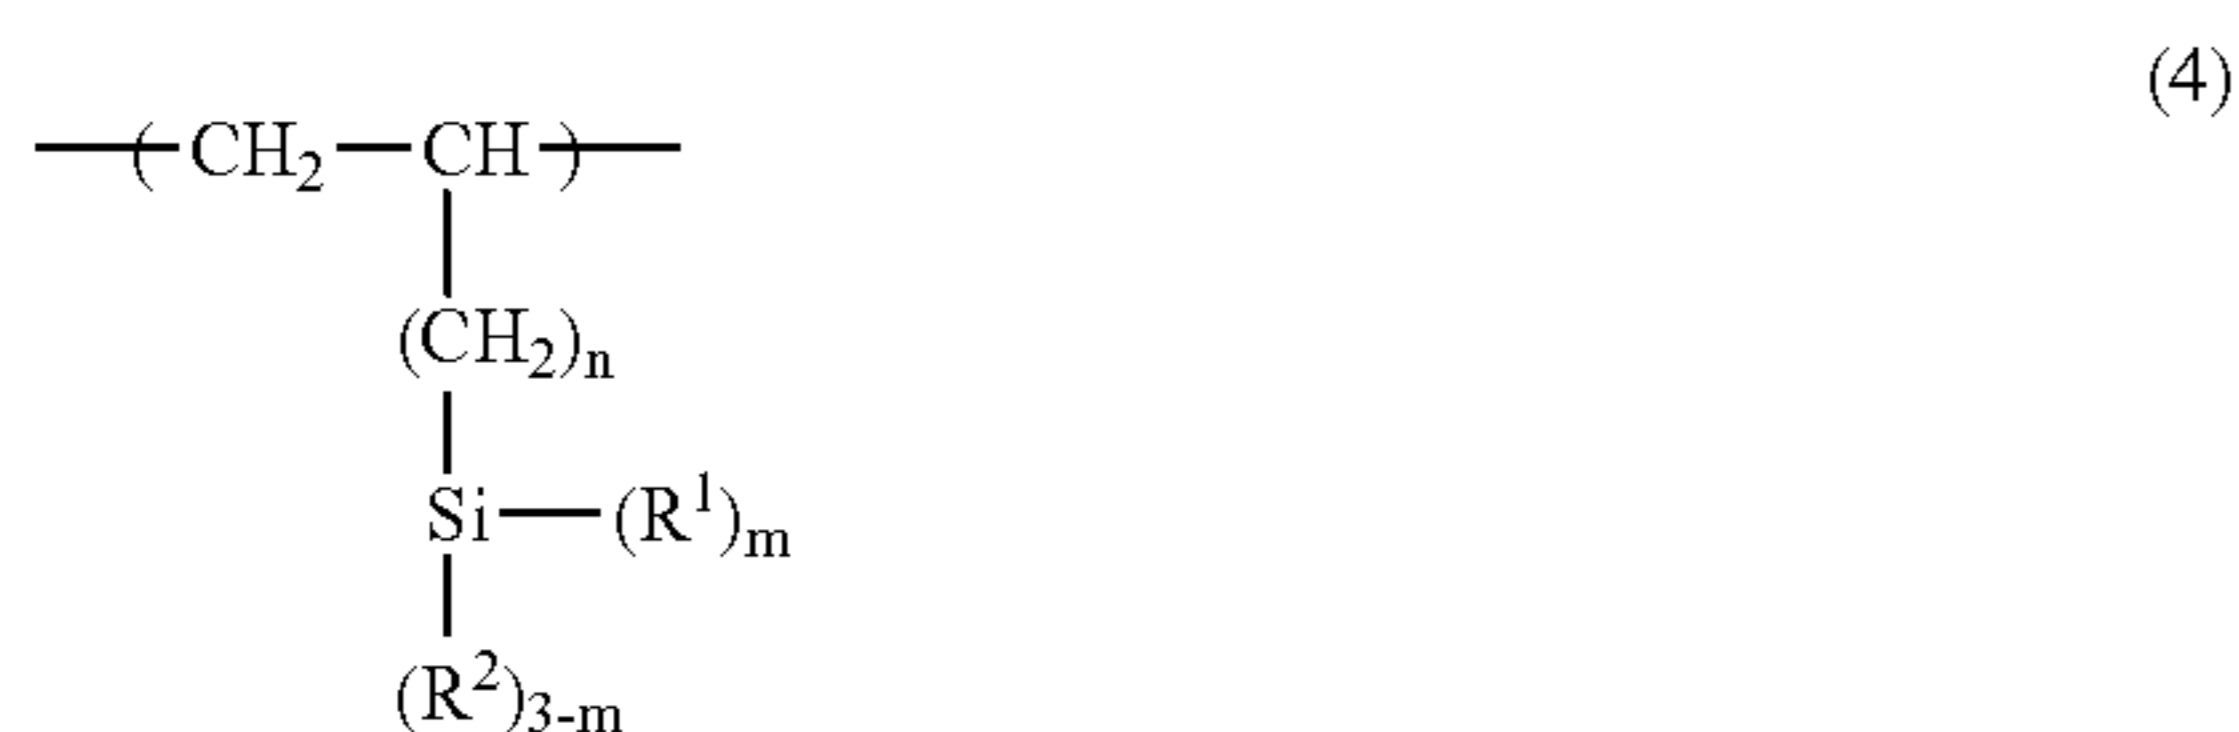 (4)
—( CH₂—CH )—
(CH₂)ₙ
Si—(R¹)ₘ
(R²)₃₋ₘ